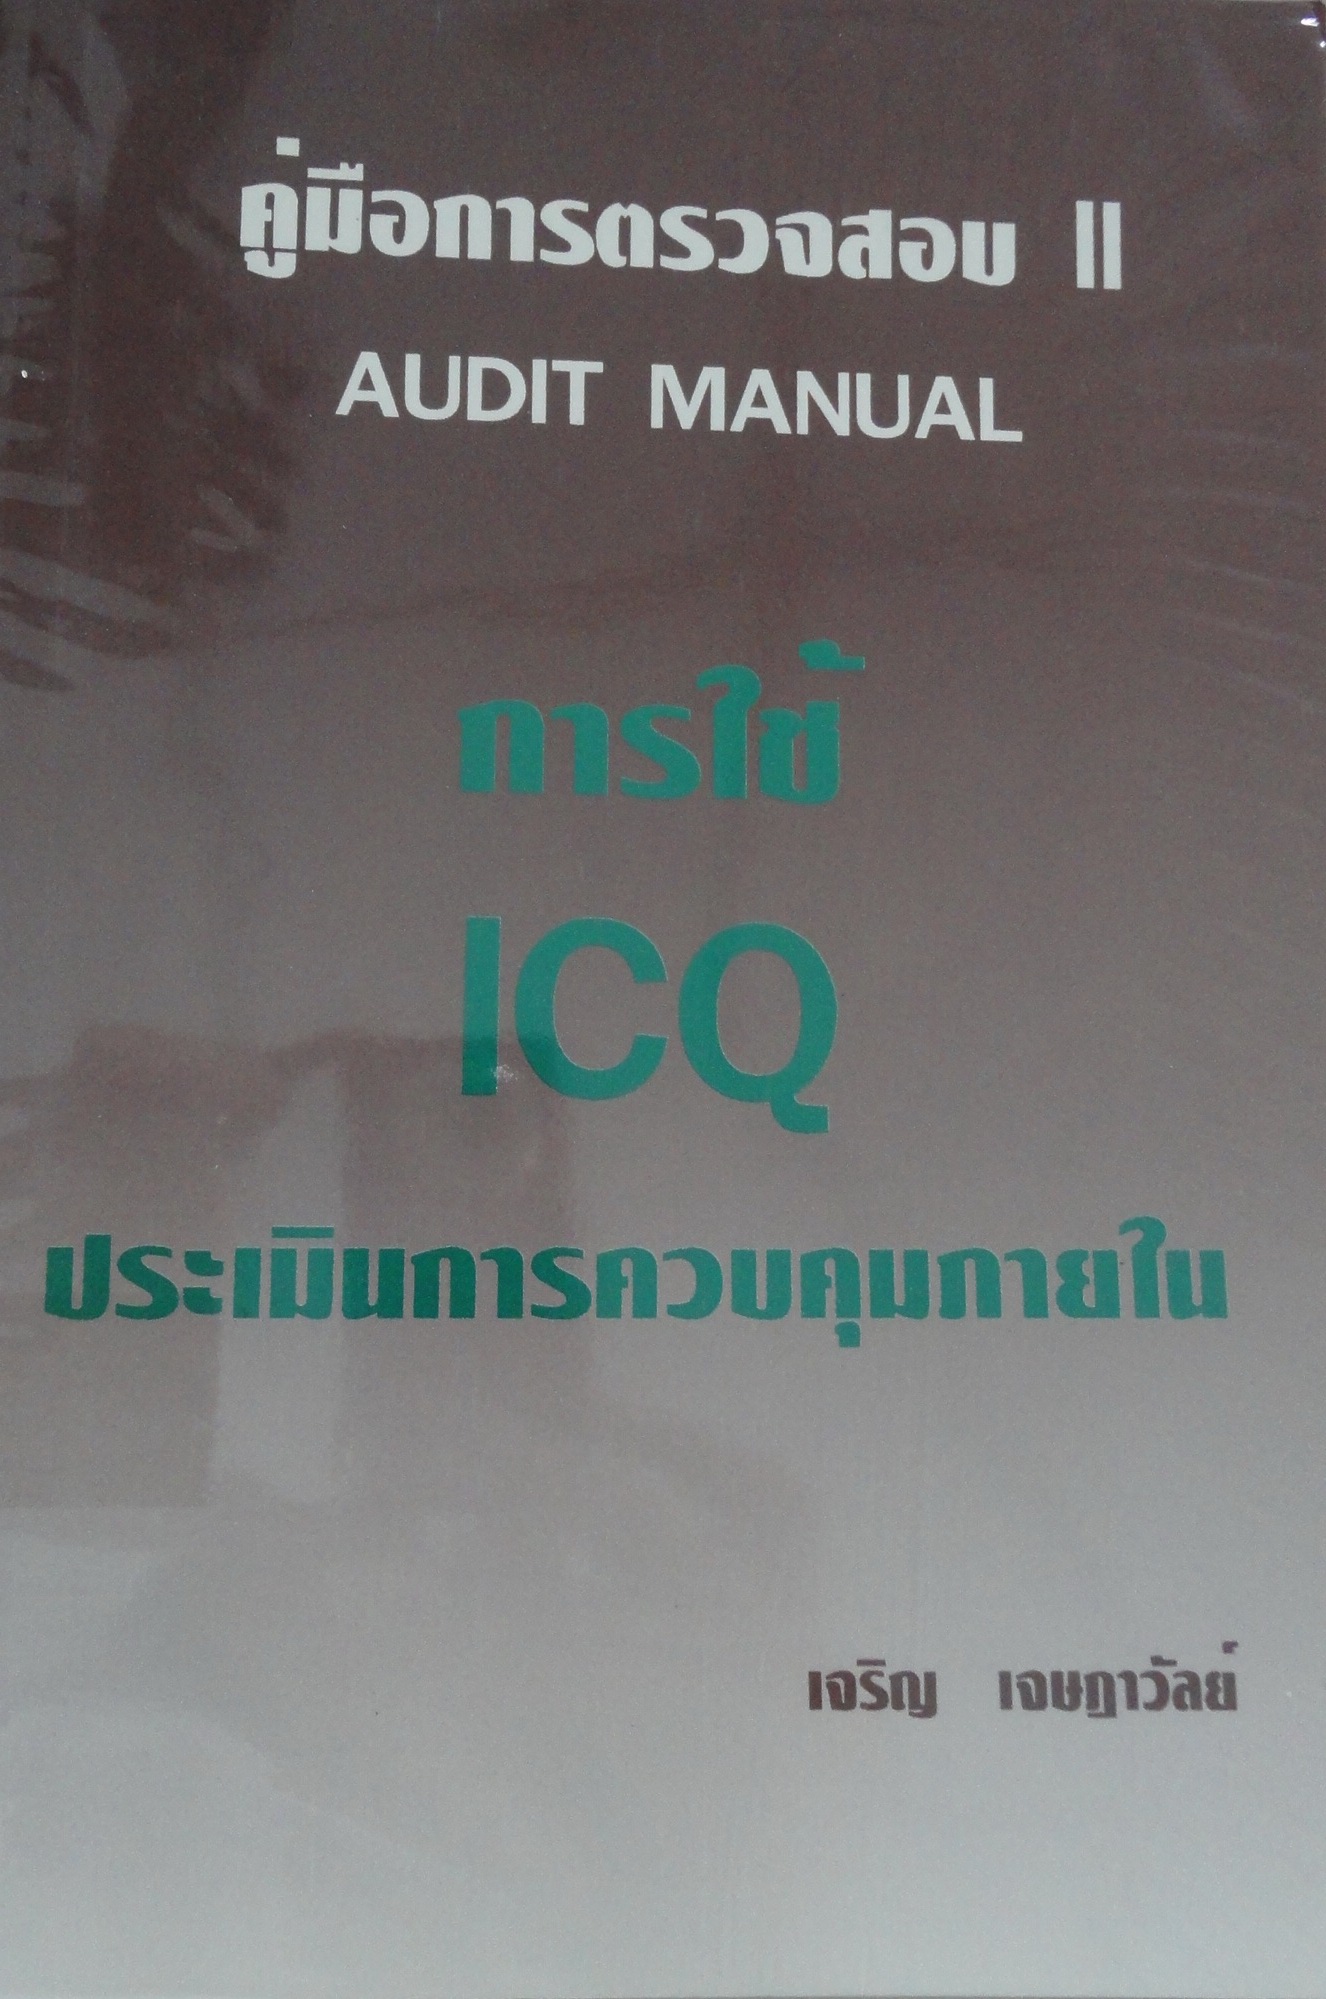 คู่มือการตรวจสอบ II
AUDIT MANUAL
การใช้
ICQ
ประเมินการควบคุมภายใน
เจริญ เจษฎาวัลย์